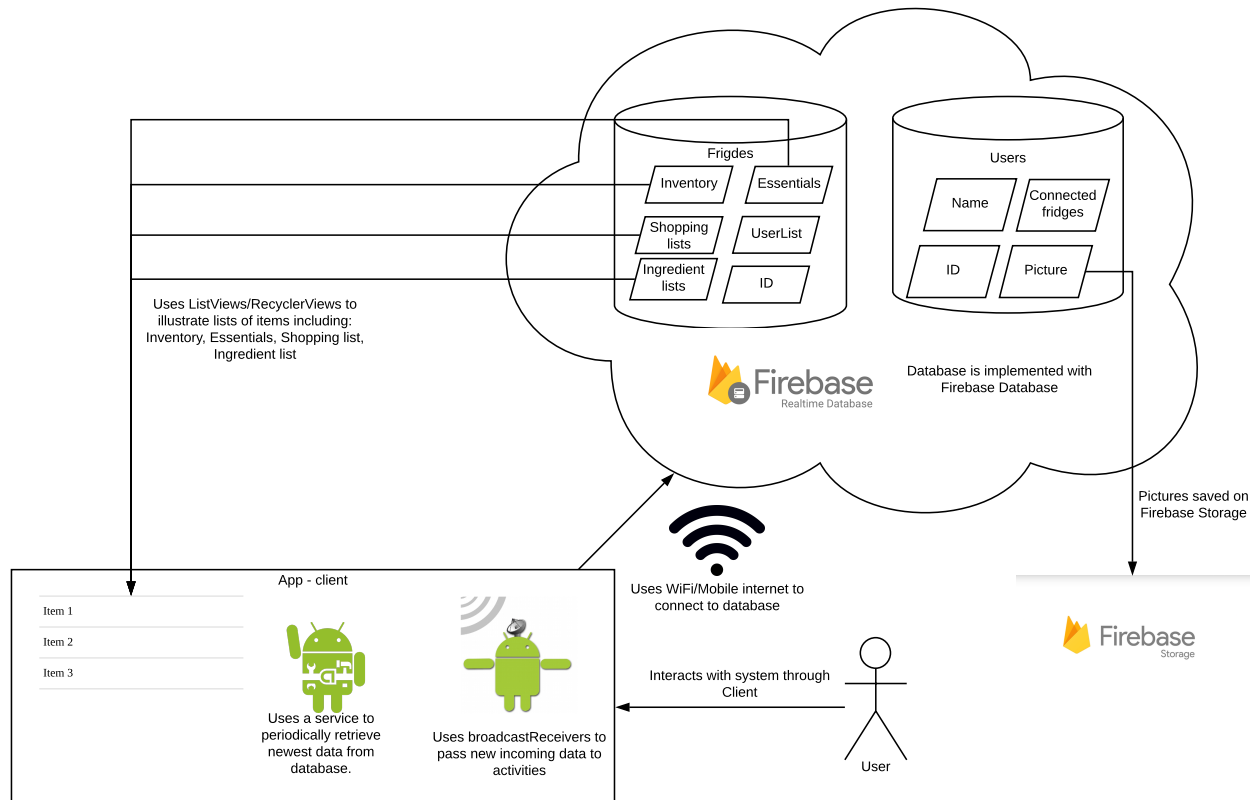 Frigdes
Inventory
Essentials
Shopping
lists
UserList
Ingredient
lists
ID
Users
Name
Connected
fridges
ID
Picture
Uses ListViews/RecyclerViews to
illustrate lists of items including:
Inventory, Essentials, Shopping list,
Ingredient list
Firebase
Realtime Database
Database is implemented with
Firebase Database
Pictures saved on
Firebase Storage
Uses WiFi/Mobile internet to
connect to database
App - client
Item 1
Item 2
Item 3
Uses a service to
periodically retrieve
newest data from
database.
Uses broadcastReceivers to
pass new incoming data to
activities
Interacts with system through
Client
User
Firebase
Storage